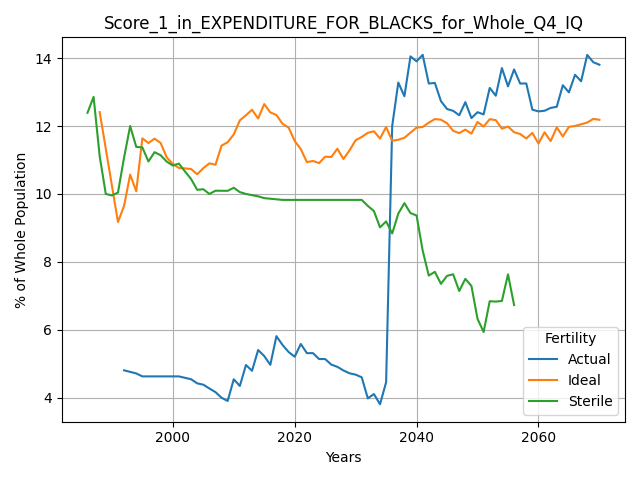 Score_1_in_EXPENDITURE_FOR_BLACKS_for_Whole_Q4_IQ
% of Whole Population
14
12
10
8
6
4
2000 2020 2040 2060
Years
Fertility
Actual
Ideal
Sterile